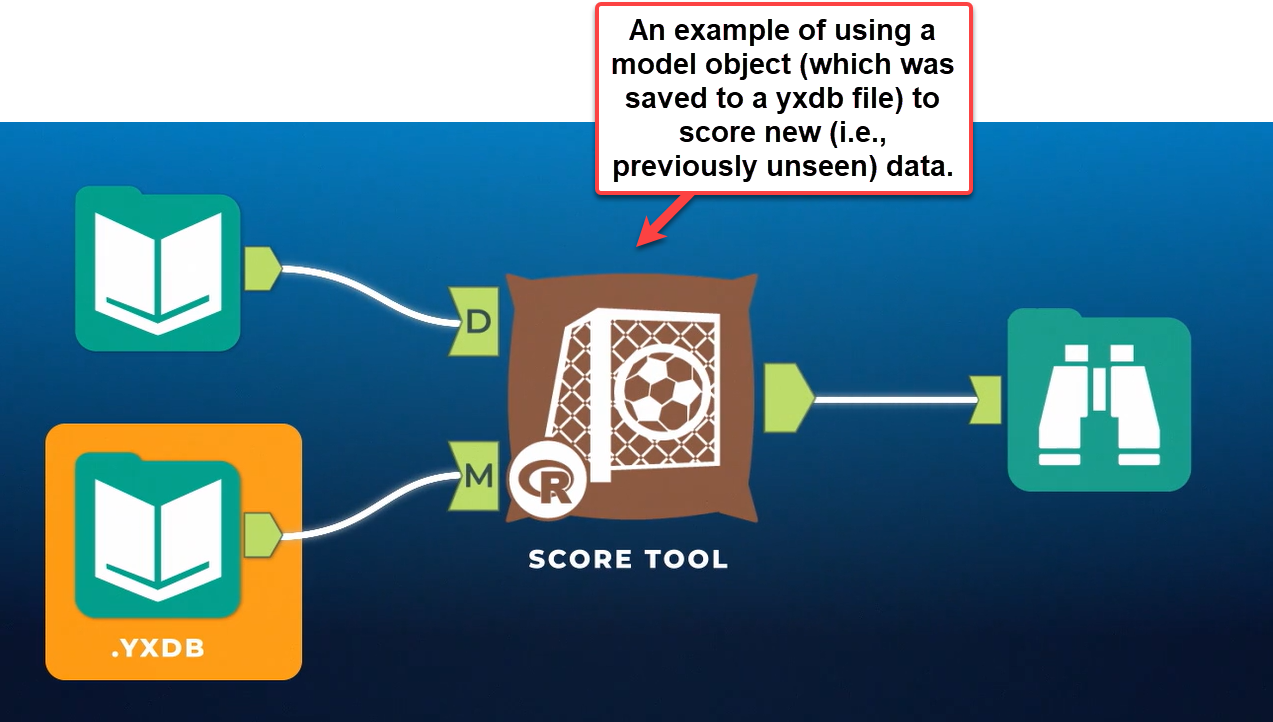 An example of using a
model object (which was
saved to a yxdb file) to
score new (i.e.,
previously unseen) data.
D
M
R
SCORE TOOL
.YXDB